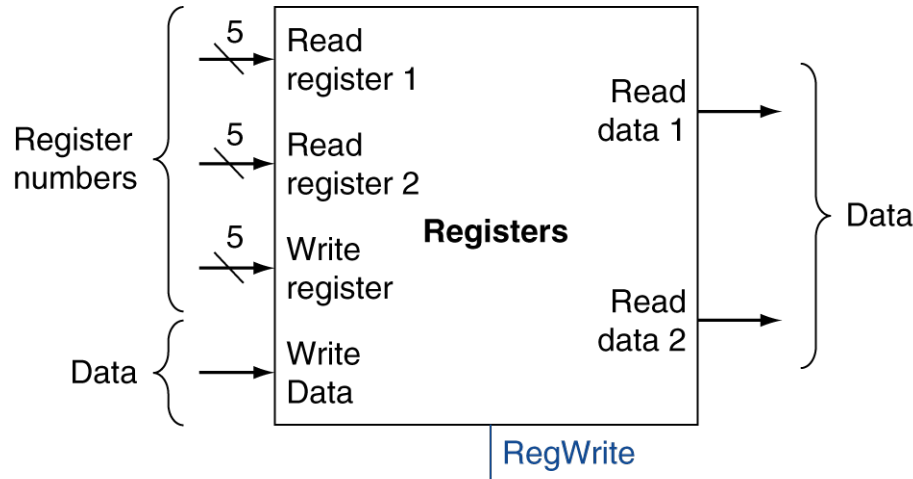 Register
numbers
Data
5
Read
register 1
5
Read
register 2
5
Write
register
Write
Data
Registers
Read
data 1
Read
data 2
Data
RegWrite